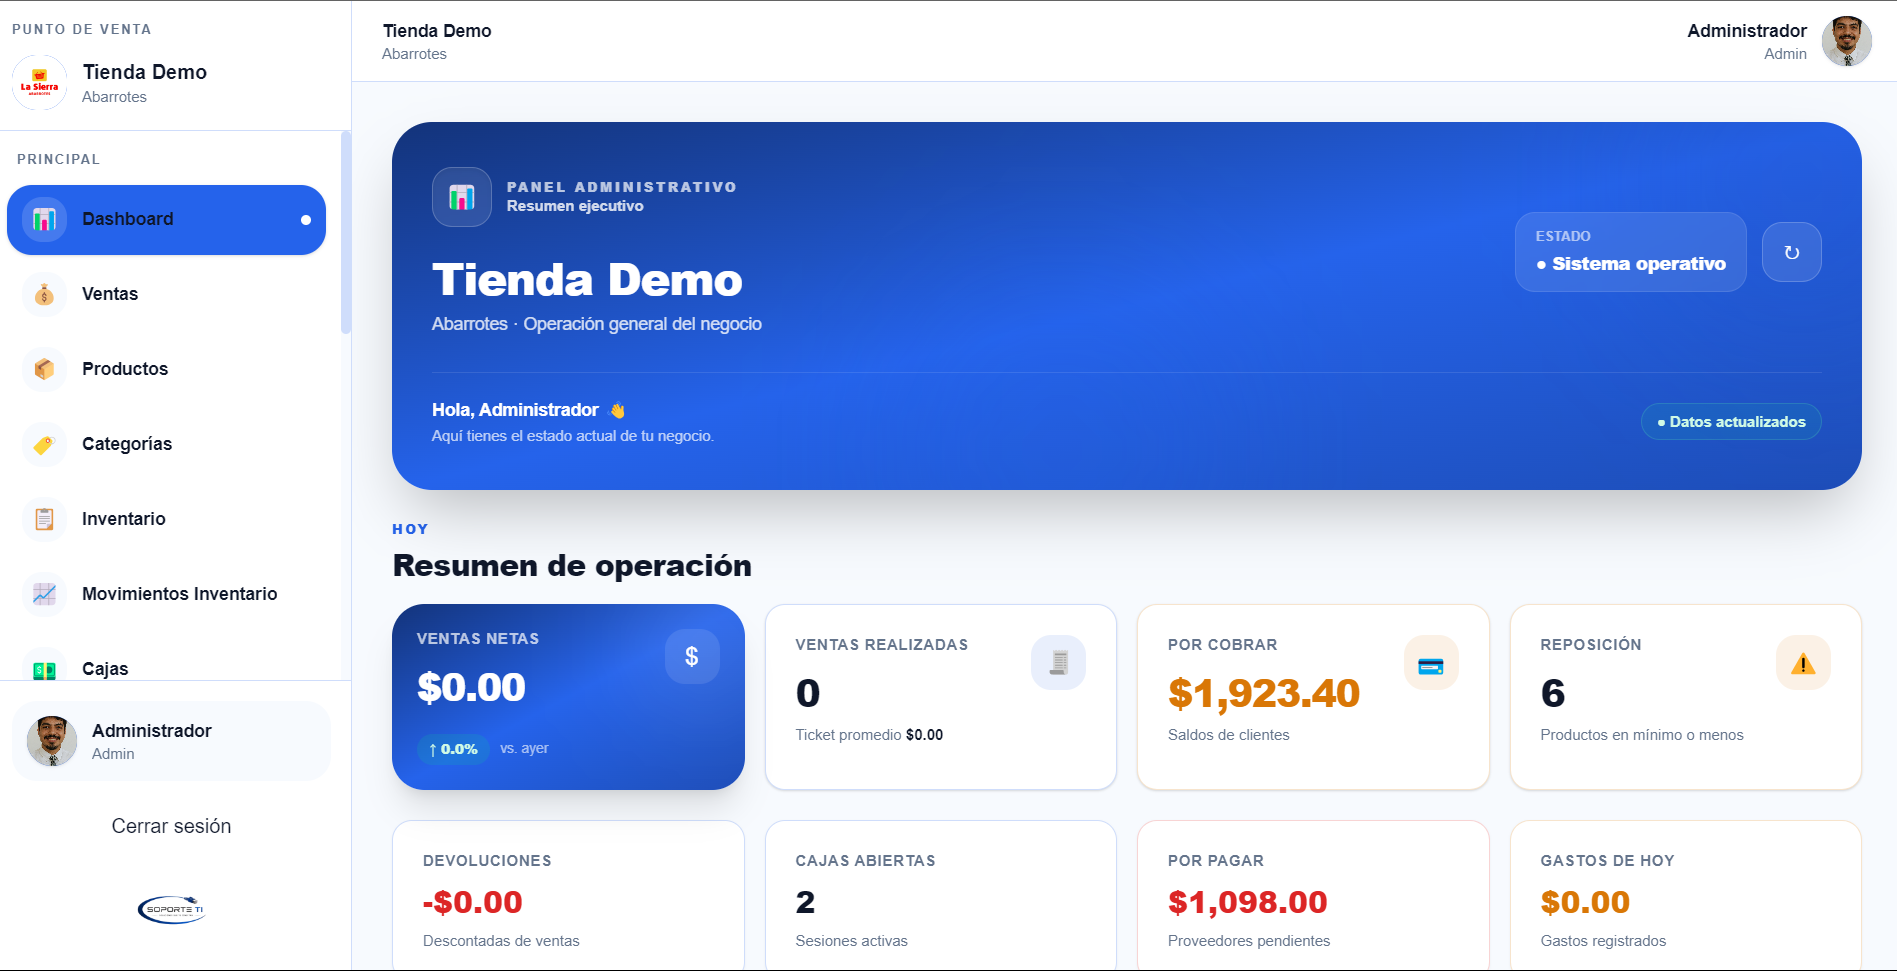 PUNTO DE VENTA
La Sierra
ABARROTES
Tienda Demo
Abarrotes
PRINCIPAL
Dashboard
Ventas
Productos
Categorías
Inventario
Movimientos Inventario
Cajas
Administrador
Admin
Cerrar sesión
SOPORTE TI
Tienda Demo
Abarrotes
Administrador
Admin
PANEL ADMINISTRATIVO
Resumen ejecutivo
Tienda Demo
Abarrotes · Operación general del negocio
ESTADO
● Sistema operativo
↻
Hola, Administrador 👋
Aquí tienes el estado actual de tu negocio.
● Datos actualizados
HOY
Resumen de operación
VENTAS NETAS
$
$0.00
↑ 0.0% vs. ayer
VENTAS REALIZADAS
0
Ticket promedio $0.00
POR COBRAR
$1,923.40
Saldos de clientes
REPOSICIÓN
6
Productos en mínimo o menos
DEVOLUCIONES
-$0.00
Descontadas de ventas
CAJAS ABIERTAS
2
Sesiones activas
POR PAGAR
$1,098.00
Proveedores pendientes
GASTOS DE HOY
$0.00
Gastos registrados